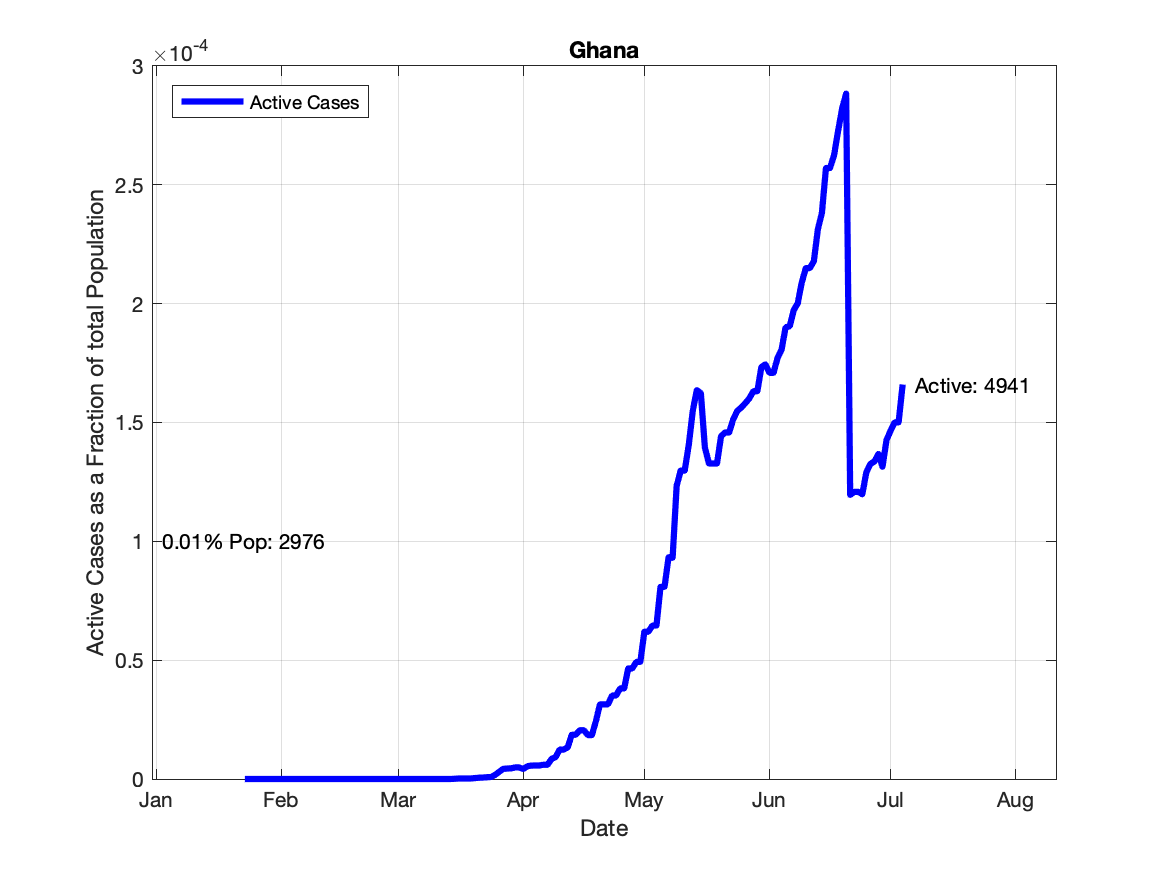 Ghana
×10-4
3
2.5
2
1.5
1
0.5
0
Active Cases
Active: 4941
0.01% Pop: 2976
Active Cases as a Fraction of total Population
Jan Feb Mar Apr May Jun Jul Aug
Date